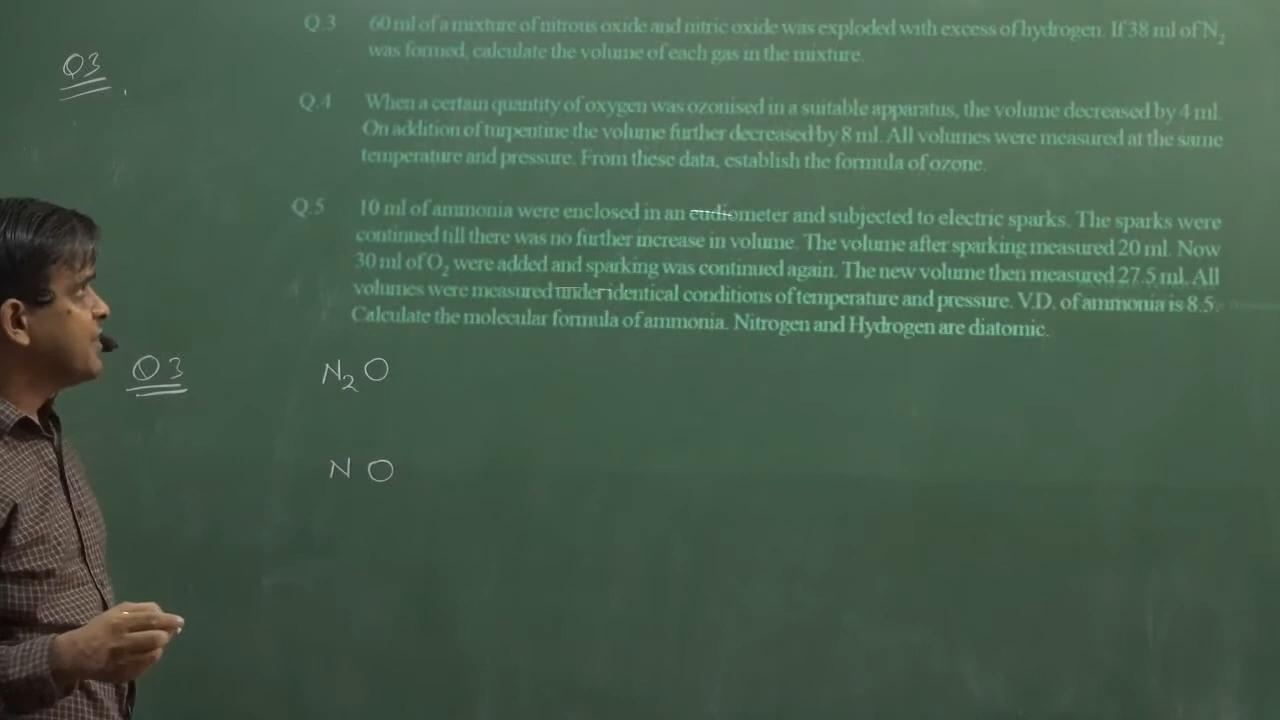 Q3
Q.3 60 ml of a mixture of nitrous oxide and nitric oxide was exploded with excess of hydrogen. If 38 ml of N₂
was formed, calculate the volume of each gas in the mixture.
Q.4 When a certain quantity of oxygen was ozonised in a suitable apparatus, the volume decreased by 4 ml.
On addition of turpentine the volume further decreased by 8 ml. All volumes were measured at the same
temperature and pressure. From these data, establish the formula of ozone.
Q.5 10 ml of ammonia were enclosed in an eudiometer and subjected to electric sparks. The sparks were
continued till there was no further increase in volume. The volume after sparking measured 20 ml. Now
30 ml of O₂ were added and sparking was continued again. The new volume then measured 27.5 ml. All
volumes were measured under identical conditions of temperature and pressure. V.D. of ammonia is 8.5.
Calculate the molecular formula of ammonia. Nitrogen and Hydrogen are diatomic.
Q3 N₂O
NO